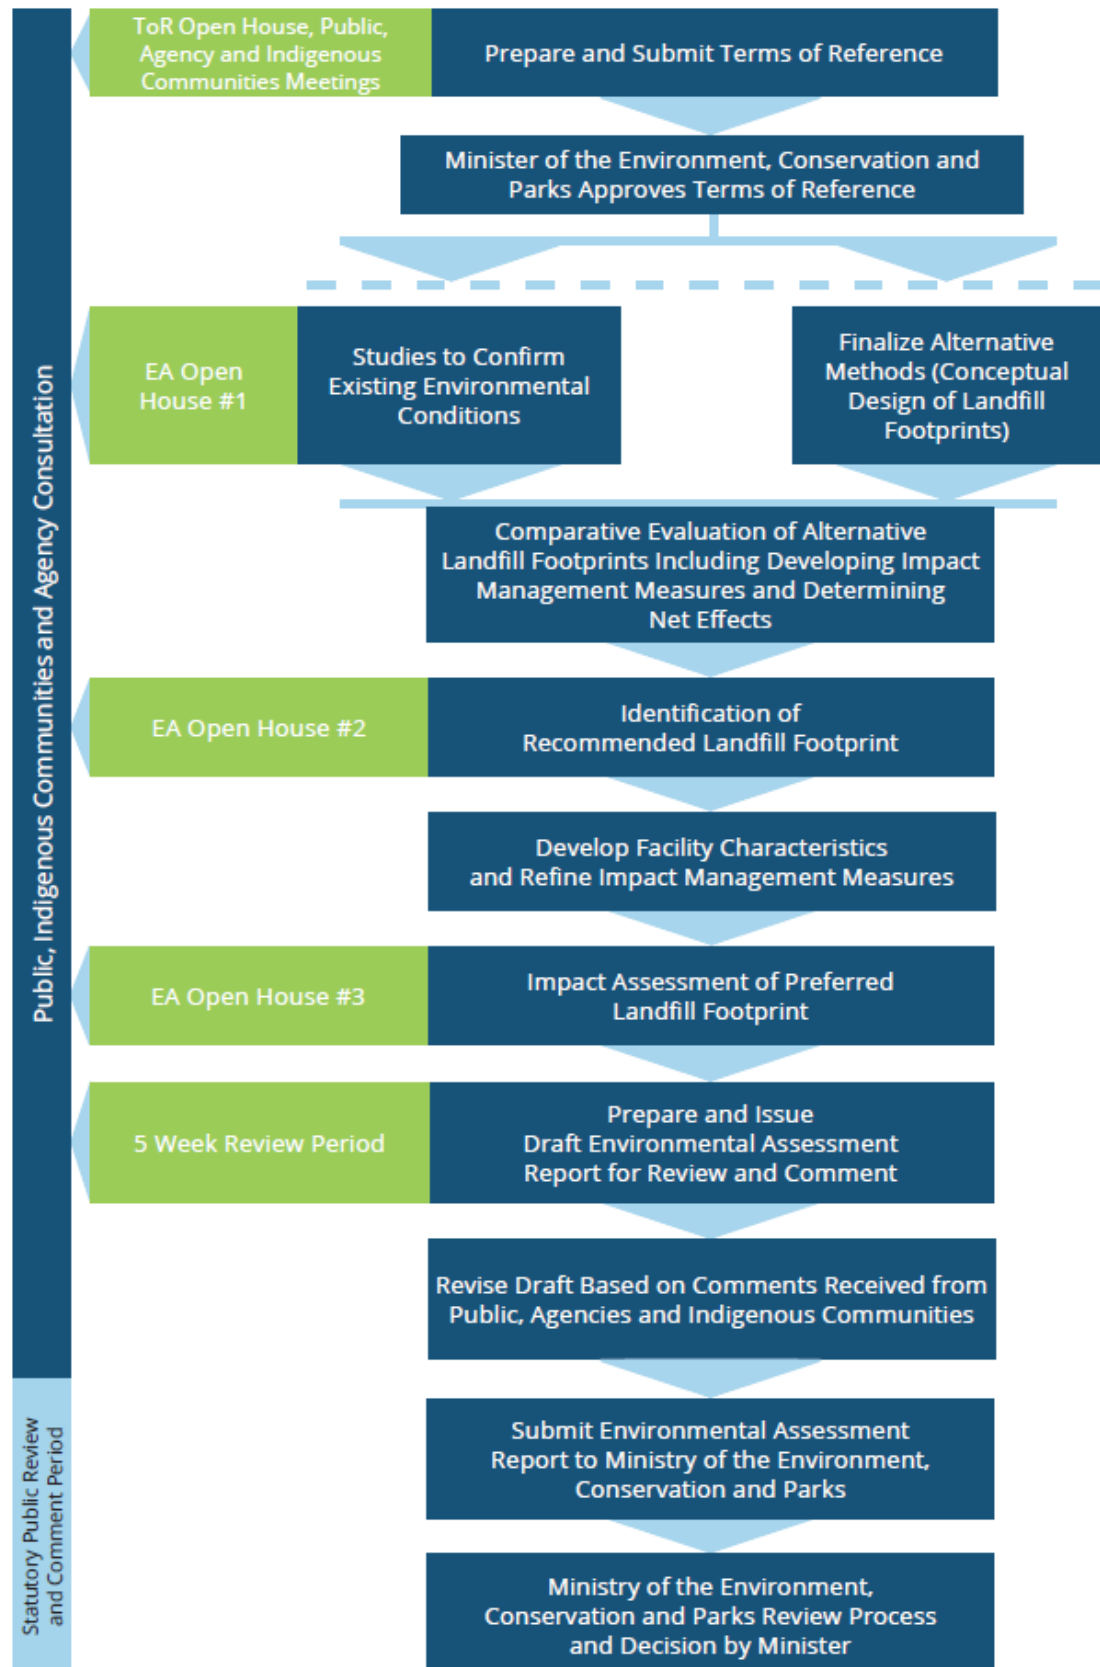 ToR Open House, Public,
Agency and Indigenous
Communities Meetings
Prepare and Submit Terms of Reference
Minister of the Environment, Conservation and
Parks Approves Terms of Reference
EA Open
House #1
Studies to Confirm
Existing Environmental
Conditions
Finalize Alternative
Methods (Conceptual
Design of Landfill
Footprints)
Comparative Evaluation of Alternative
Landfill Footprints Including Developing Impact
Management Measures and Determining
Net Effects
EA Open House #2
Identification of
Recommended Landfill Footprint
Develop Facility Characteristics
and Refine Impact Management Measures
EA Open House #3
Impact Assessment of Preferred
Landfill Footprint
5 Week Review Period
Prepare and Issue
Draft Environmental Assessment
Report for Review and Comment
Revise Draft Based on Comments Received from
Public, Agencies and Indigenous Communities
Submit Environmental Assessment
Report to Ministry of the Environment,
Conservation and Parks
Ministry of the Environment,
Conservation and Parks Review Process
and Decision by Minister
Public, Indigenous Communities and Agency Consultation
Statutory Public Review
and Comment Period